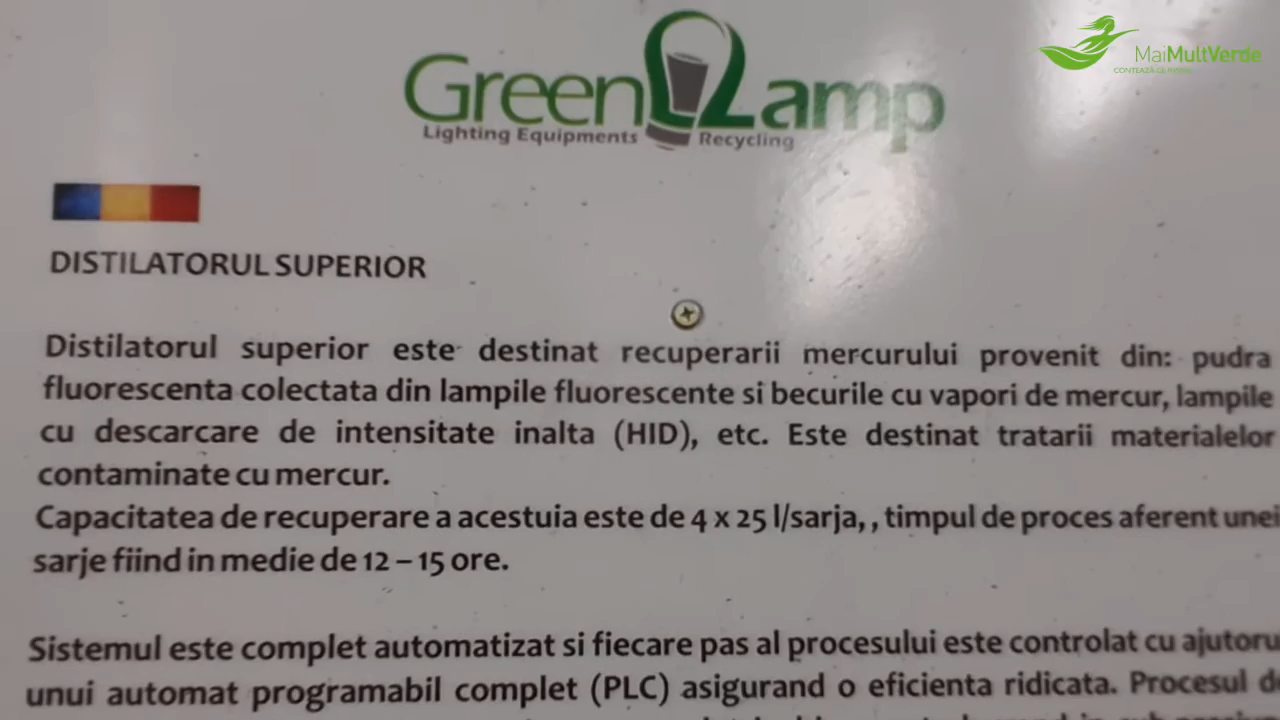 GreenLamp
Lighting Equipments Recycling
MaiMultVerde
DISTILATORUL SUPERIOR
Distilatorul superior este destinat recuperarii mercurului provenit din: pudra
fluorescenta colectata din lampile fluorescente si becurile cu vapori de mercur, lampile
cu descarcare de intensitate inalta (HID), etc. Este destinat tratarii materialelor
contaminate cu mercur.
Capacitatea de recuperare a acestuia este de 4 x 25 l/sarja, , timpul de proces aferent unei
sarje fiind in medie de 12 – 15 ore.
Sistemul este complet automatizat si fiecare pas al procesului este controlat cu ajutoru
unui automat programabil complet (PLC) asigurand o eficienta ridicata. Procesul de